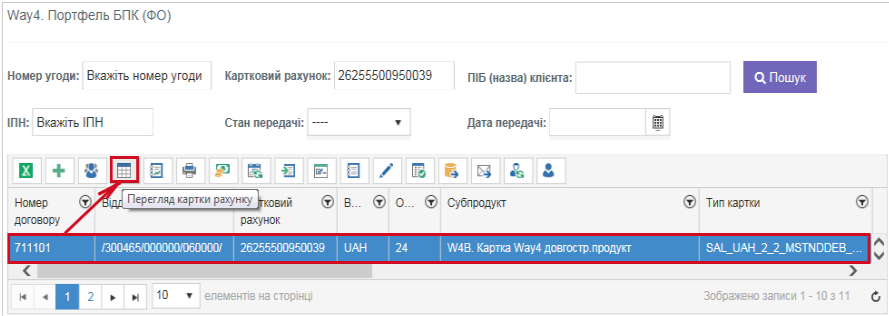 Way4. Портфель БПК (ФО)
Номер угоди: Вкажіть номер угоди Картковий рахунок: 26255500950039 ПІБ (назва) клієнта: Пошук
ІПН: Вкажіть ІПН Стан передачі: ---- Дата передачі:
Перегляд картки рахунку
Номер договору Відд В... О... Субпродукт Тип картки
рахунок
711101 /300465/000000/060000/ 26255500950039 UAH 24 W4B. Картка Way4 довгостр.продукт SAL_UAH_2_2_MSTNDDEB_...
1 2 10 елементів на сторінці Зображено записи 1 - 10 з 11